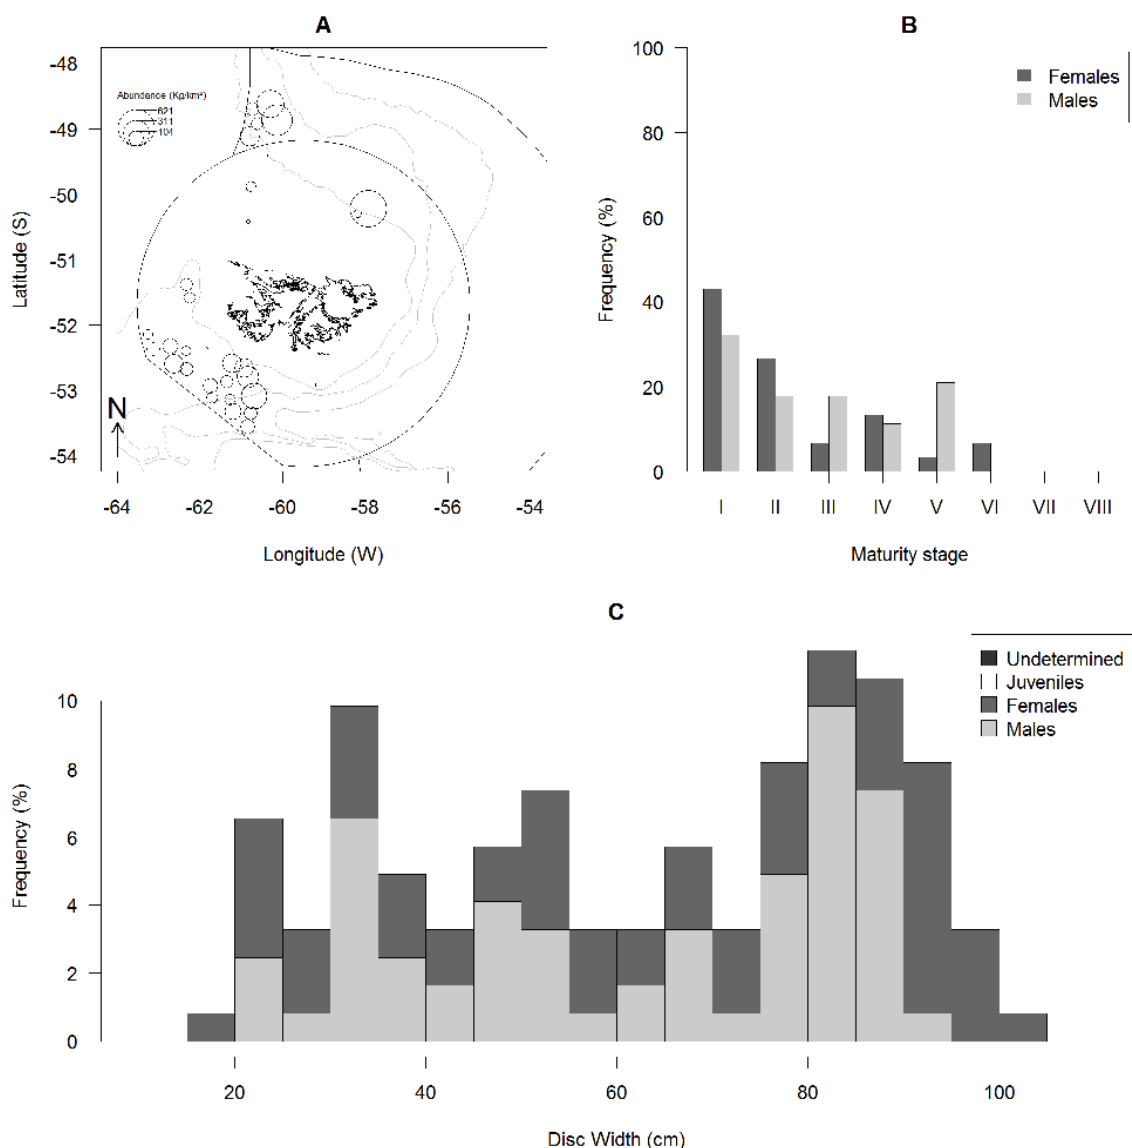 A
-48
-49
-50
-51
-52
-53
-54
Latitude (S)
Abundance (Kg/km²)
621
311
104
N
-64 -62 -60 -58 -56 -54
Longitude (W)
B
100
80
60
40
20
0
Frequency (%)
Females
Males
I II III IV V VI VII VIII
Maturity stage
C
10
8
6
4
2
0
Frequency (%)
Undetermined
Juveniles
Females
Males
20 40 60 80 100
Disc Width (cm)